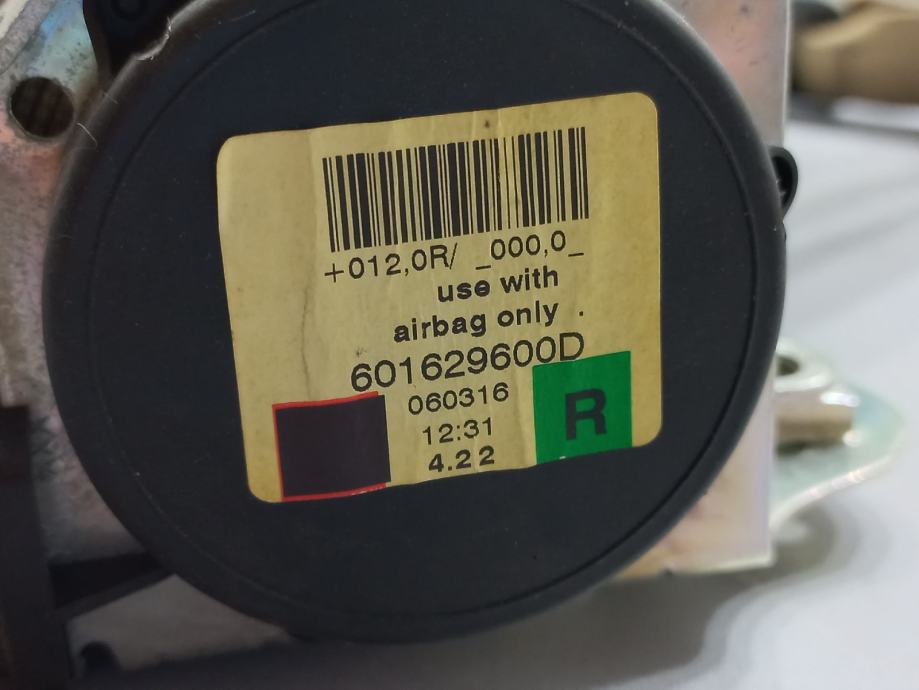 +012,0R/ _000,0_
use with
airbag only .
601629600D
060316
12:31
4.22
R